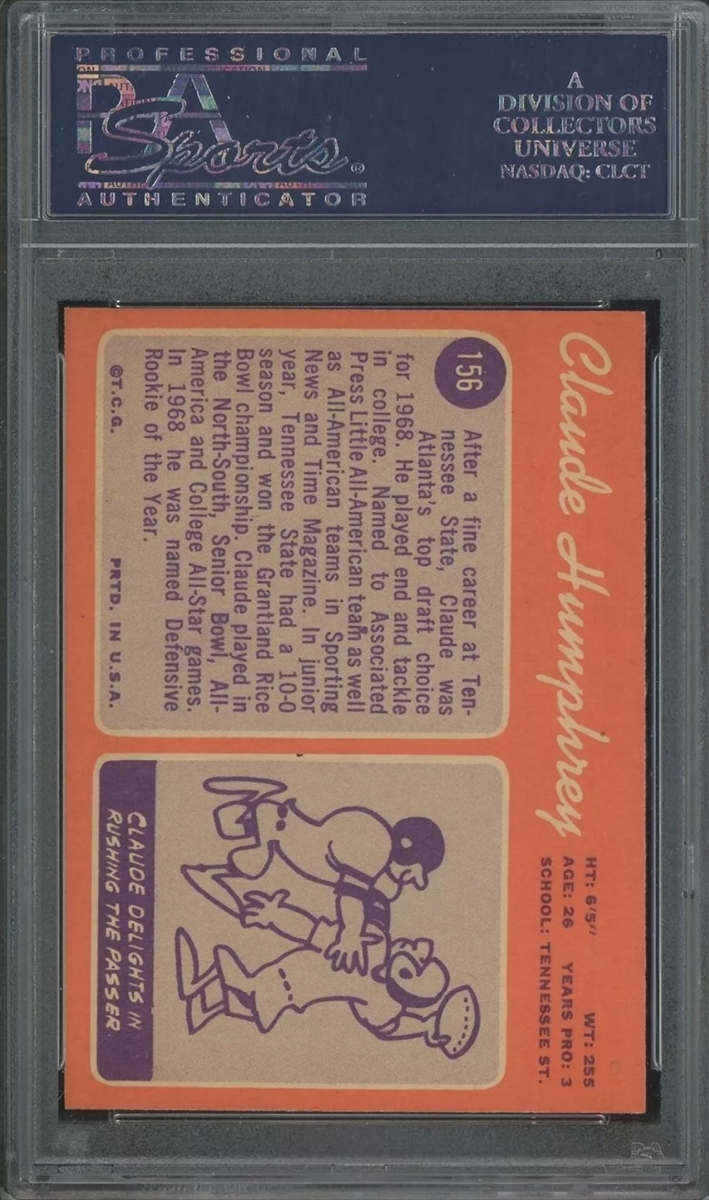 PROFESSIONAL
PSA
Sports®
AUTHENTICATOR
A
DIVISION OF
COLLECTORS
UNIVERSE
NASDAQ: CLCT
Claude Humphrey
HT: 6'5" WT: 255
AGE: 26 YEARS PRO: 3
SCHOOL: TENNESSEE ST.
156
After a fine career at Ten-
nessee State, Claude was
Atlanta's top draft choice
for 1968. He played end and tackle
in college. Named to Associated
Press Little All-American team as well
as All-American teams in Sporting
News and Time Magazine. In junior
year, Tennessee State had a 10-0
season and won the Grantland Rice
Bowl championship. Claude played in
the North-South, Senior Bowl, All-
America and College All-Star games.
In 1968 he was named Defensive
Rookie of the Year.
©T.C.G. PRTD. IN U.S.A.
CLAUDE DELIGHTS IN
RUSHING THE PASSER
PSA